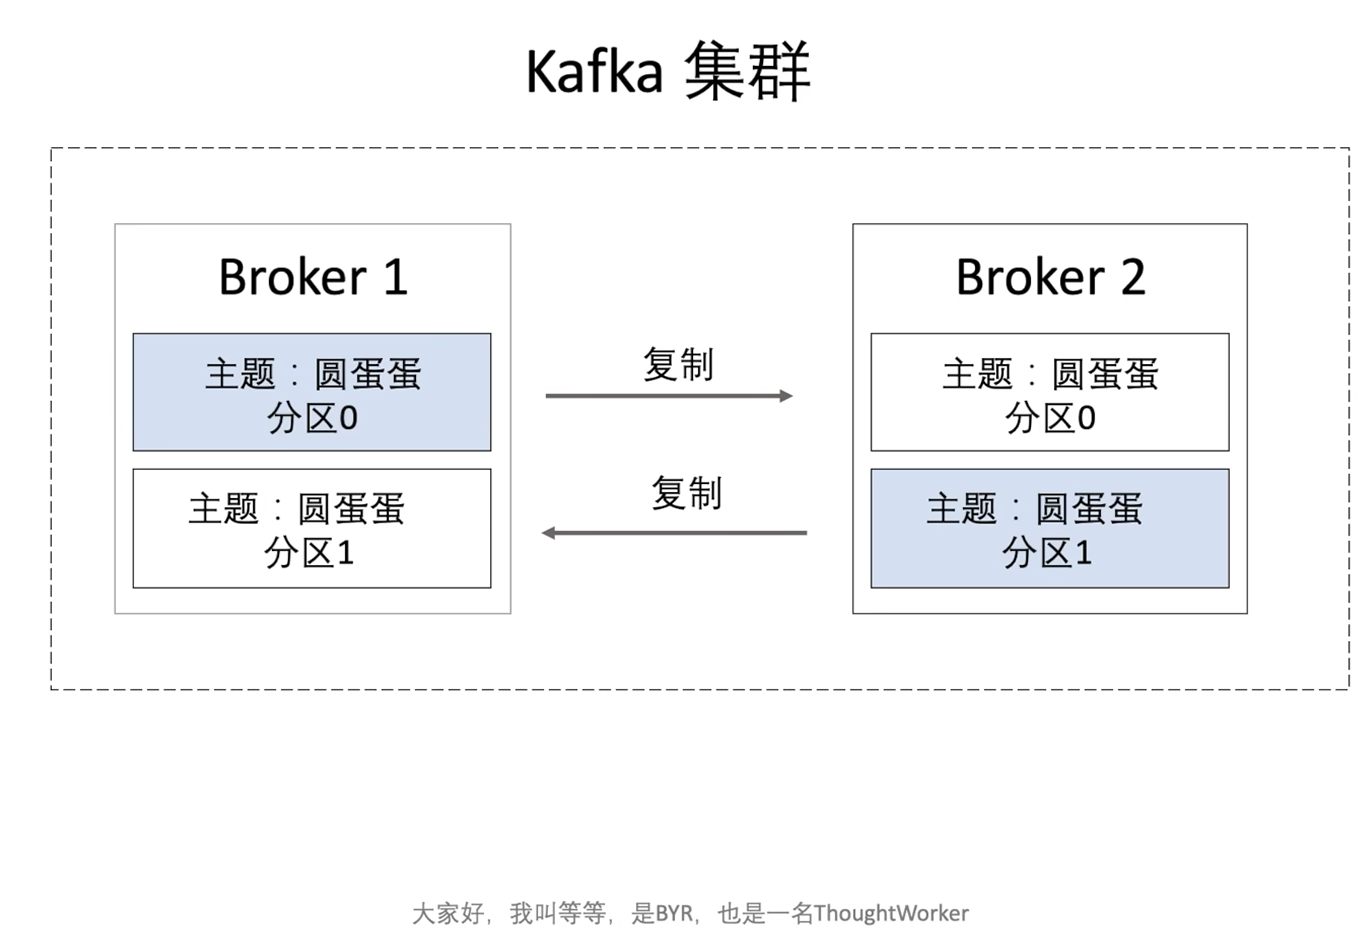 Kafka 集群
Broker 1
主题：圆蛋蛋
分区0
主题：圆蛋蛋
分区1
复制
复制
Broker 2
主题：圆蛋蛋
分区0
主题：圆蛋蛋
分区1
大家好，我叫等等，是BYR，也是一名ThoughtWorker